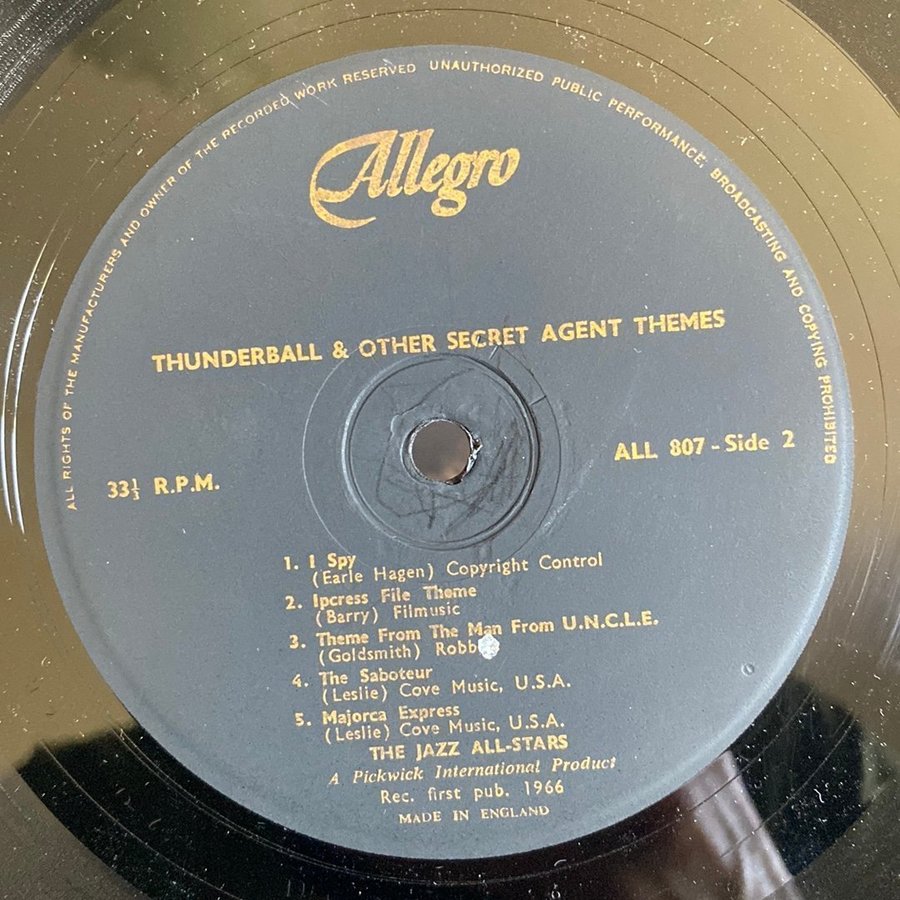 ALL RIGHTS OF THE MANUFACTURERS AND OWNER OF THE RECORDED WORK RESERVED UNAUTHORIZED PUBLIC PERFORMANCE, BROADCASTING AND COPYING PROHIBITED
Allegro
THUNDERBALL & OTHER SECRET AGENT THEMES
ALL 807 - Side 2
33⅓ R.P.M.
1. I Spy
(Earle Hagen) Copyright Control
2. Ipcress File Theme
(Barry) Filmusic
3. Theme From The Man From U.N.C.L.E.
(Goldsmith)
4. The Saboteur
(Leslie) Cove Music, U.S.A.
5. Majorca Express
(Leslie) Cove Music, U.S.A.
THE JAZZ ALL-STARS
A Pickwick International Product
Rec. first pub. 1966
MADE IN ENGLAND